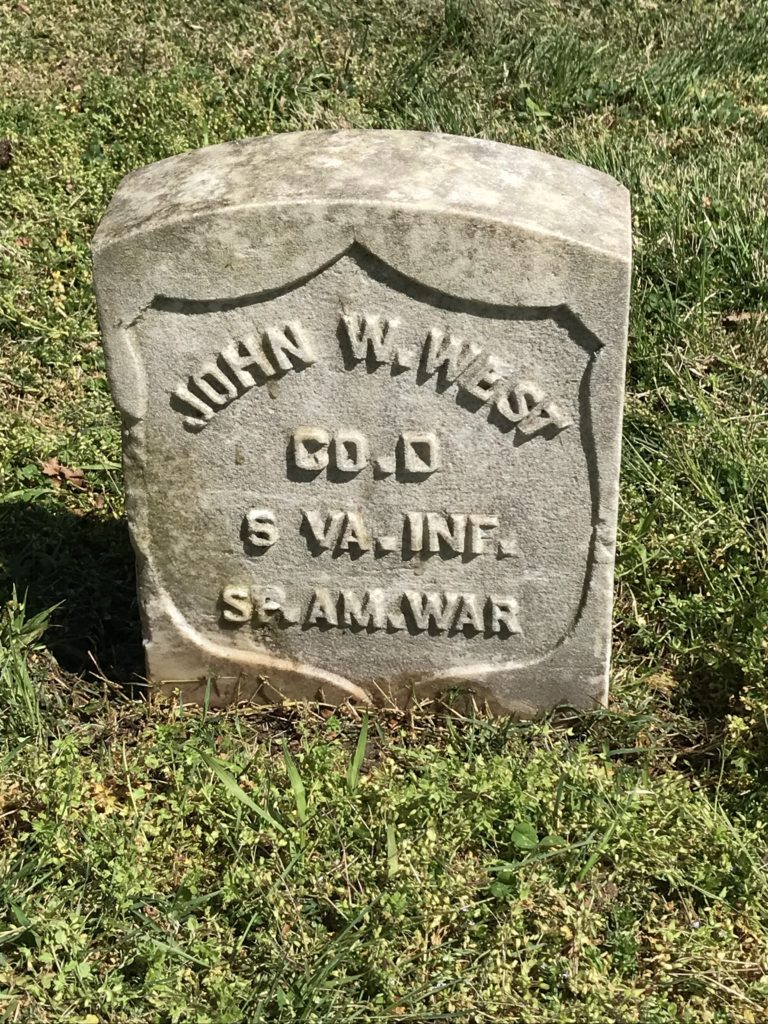 JOHN W. WEST
CO. D
6 VA. INF.
SP. AM. WAR